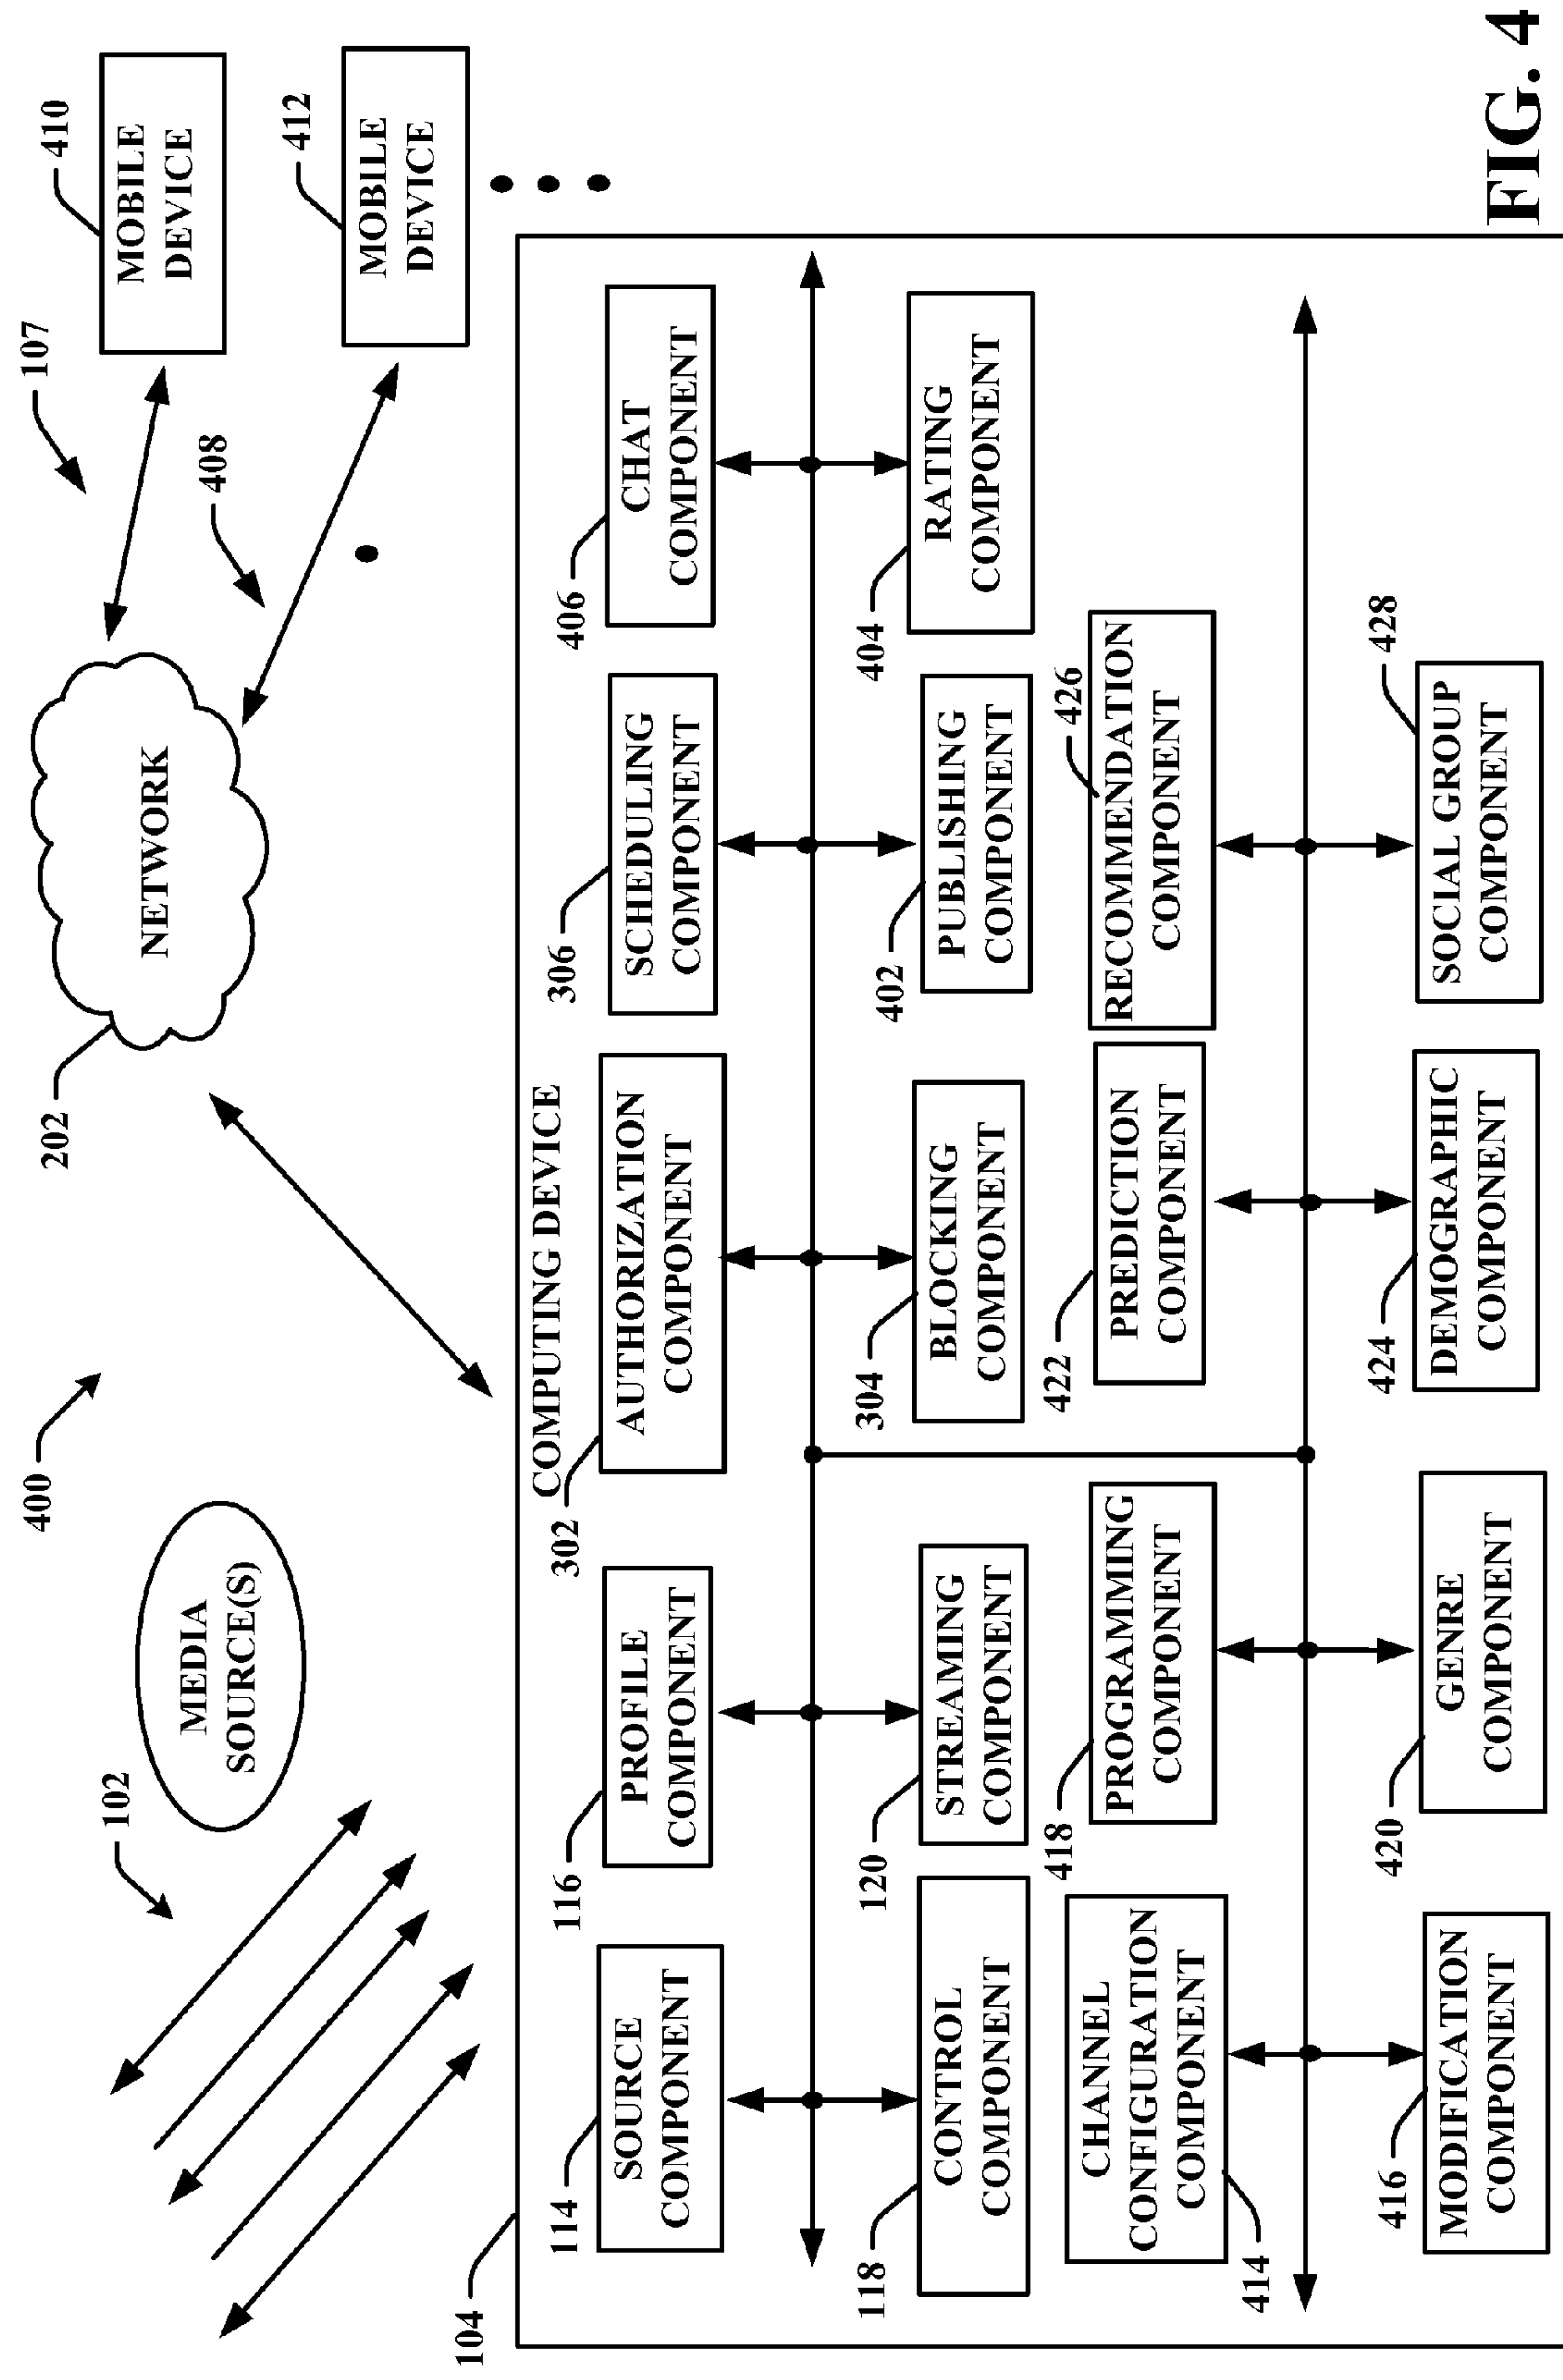 400
102
MEDIA
SOURCE(S)
202
NETWORK
107
408
410
MOBILE
DEVICE
412
MOBILE
DEVICE
104
COMPUTING DEVICE
114
SOURCE
COMPONENT
116
PROFILE
COMPONENT
302
AUTHORIZATION
COMPONENT
306
SCHEDULING
COMPONENT
406
CHAT
COMPONENT
118
CONTROL
COMPONENT
120
STREAMING
COMPONENT
304
BLOCKING
COMPONENT
402
PUBLISHING
COMPONENT
404
RATING
COMPONENT
414
CHANNEL
CONFIGURATION
COMPONENT
418
PROGRAMMING
COMPONENT
422
PREDICTION
COMPONENT
426
RECOMMENDATION
COMPONENT
416
MODIFICATION
COMPONENT
420
GENRE
COMPONENT
424
DEMOGRAPHIC
COMPONENT
428
SOCIAL GROUP
COMPONENT
FIG. 4